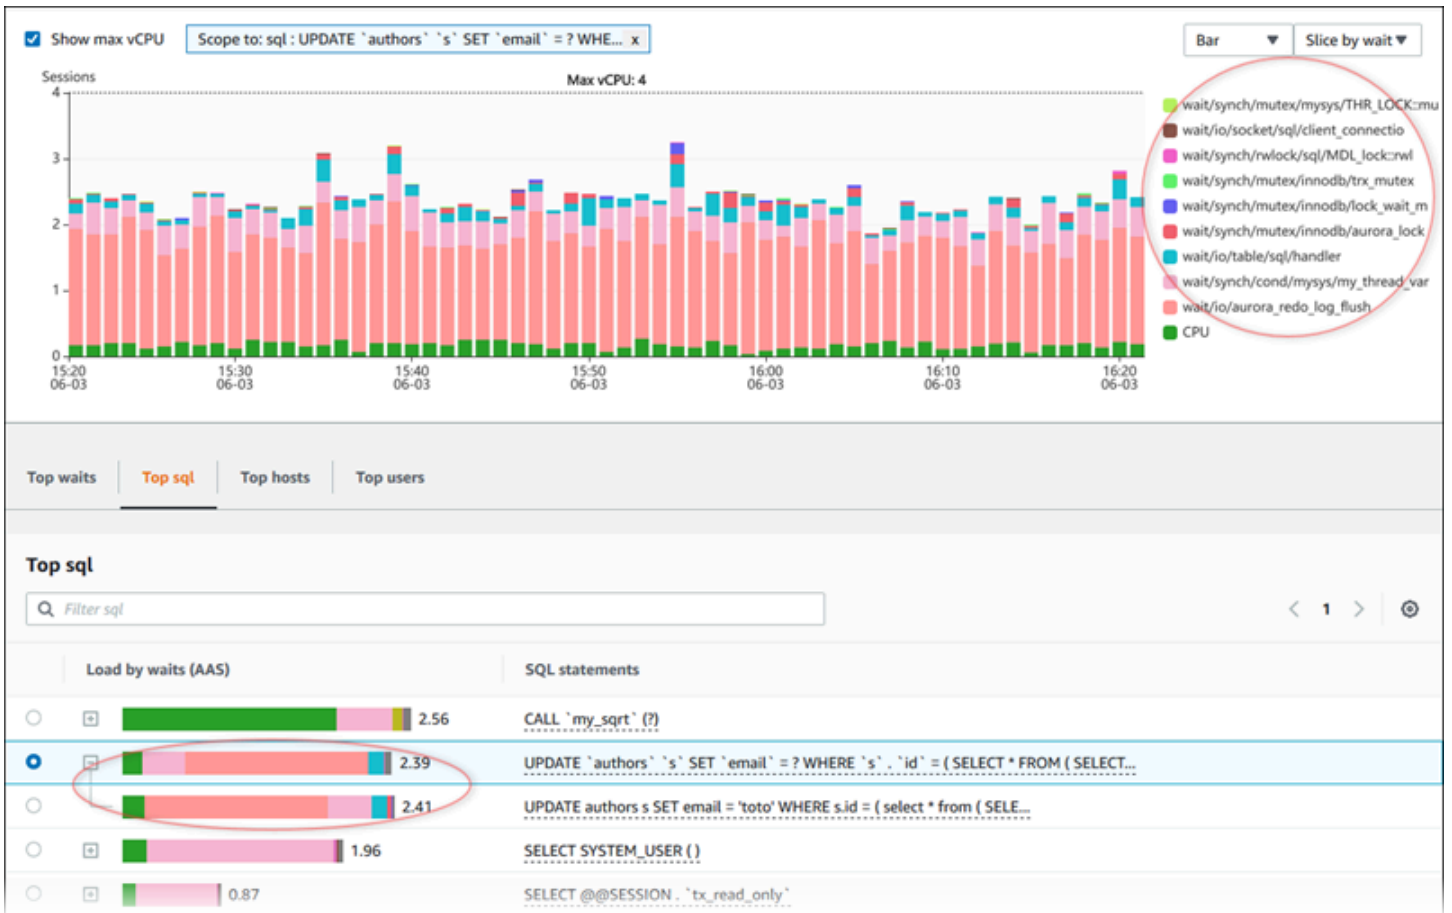 Show max vCPU
Scope to: sql : UPDATE `authors` `s` SET `email` = ? WHE... x
Bar
Slice by wait
Sessions
Max vCPU: 4
4
3
2
1
0
15:20 06-03
15:30 06-03
15:40 06-03
15:50 06-03
16:00 06-03
16:10 06-03
16:20 06-03
wait/synch/mutex/mysys/THR_LOCK::mu
wait/io/socket/sql/client_connectio
wait/synch/rwlock/sql/MDL_lock::rwl
wait/synch/mutex/innodb/trx_mutex
wait/synch/mutex/innodb/lock_wait_m
wait/synch/mutex/innodb/aurora_lock
wait/io/table/sql/handler
wait/synch/cond/mysys/my_thread_var
wait/io/aurora_redo_log_flush
CPU
Top waits
Top sql
Top hosts
Top users
Top sql
Filter sql
1
Load by waits (AAS)
SQL statements
2.56
CALL `my_sqrt` (?)
2.39
UPDATE `authors` `s` SET `email` = ? WHERE `s` . `id` = ( SELECT * FROM ( SELECT...
2.41
UPDATE authors s SET email = 'toto' WHERE s.id = ( select * from ( SELE...
1.96
SELECT SYSTEM_USER ( )
0.87
SELECT @@SESSION . `tx_read_only`